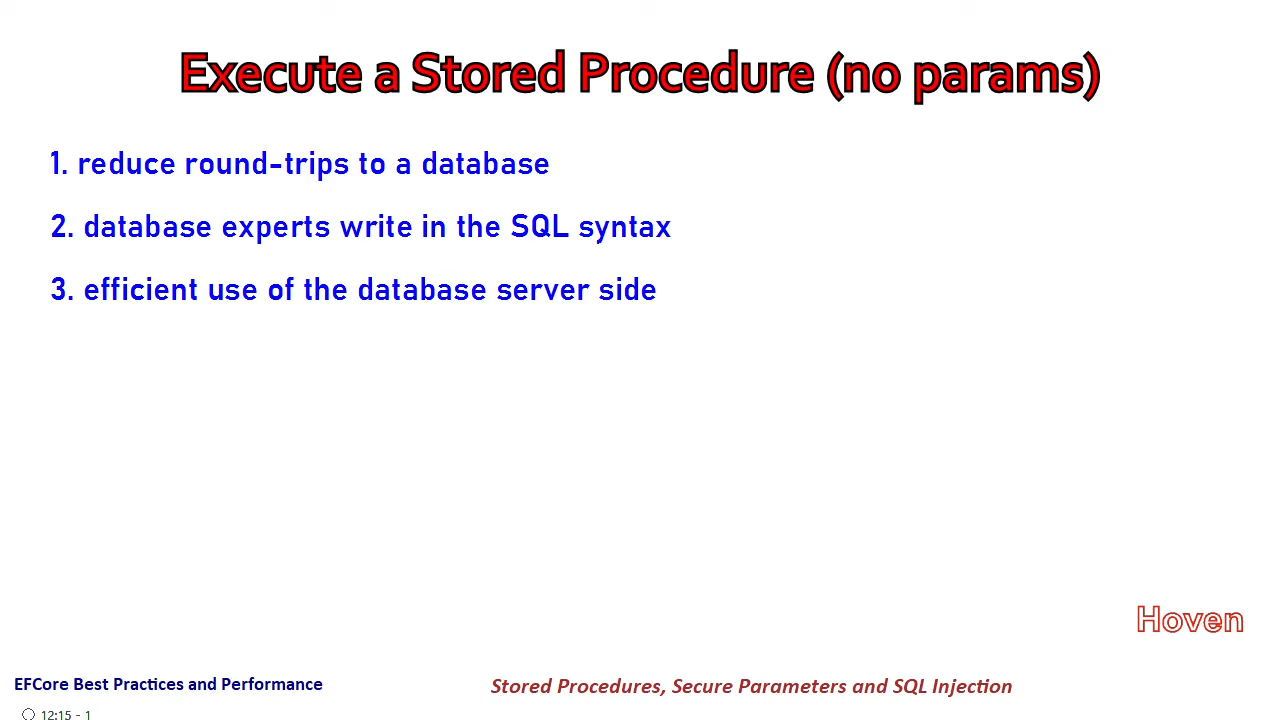 Execute a Stored Procedure (no params)
1. reduce round-trips to a database
2. database experts write in the SQL syntax
3. efficient use of the database server side
Hoven
EFCore Best Practices and Performance
Stored Procedures, Secure Parameters and SQL Injection
12:15 - 1